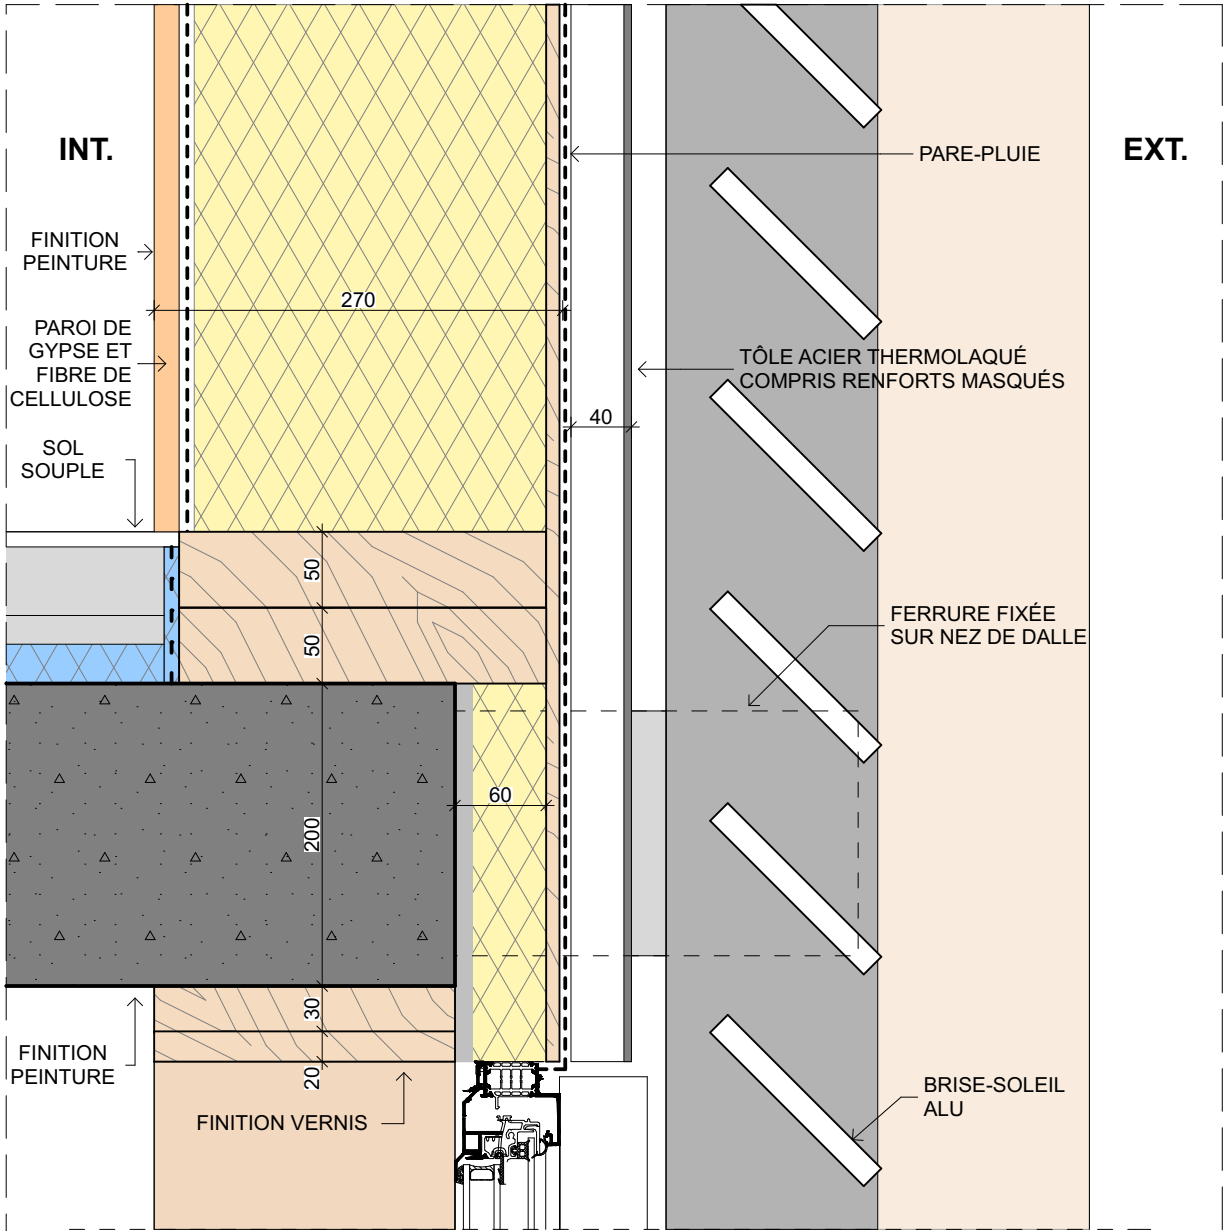 INT.
EXT.
PARE-PLUIE
FINITION
PEINTURE
270
PAROI DE
GYPSE ET
FIBRE DE
CELLULOSE
TÔLE ACIER THERMOLAQUÉ
COMPRIS RENFORTS MASQUÉS
40
SOL
SOUPLE
50
50
FERRURE FIXÉE
SUR NEZ DE DALLE
60
200
30
20
FINITION
PEINTURE
FINITION VERNIS
BRISE-SOLEIL
ALU